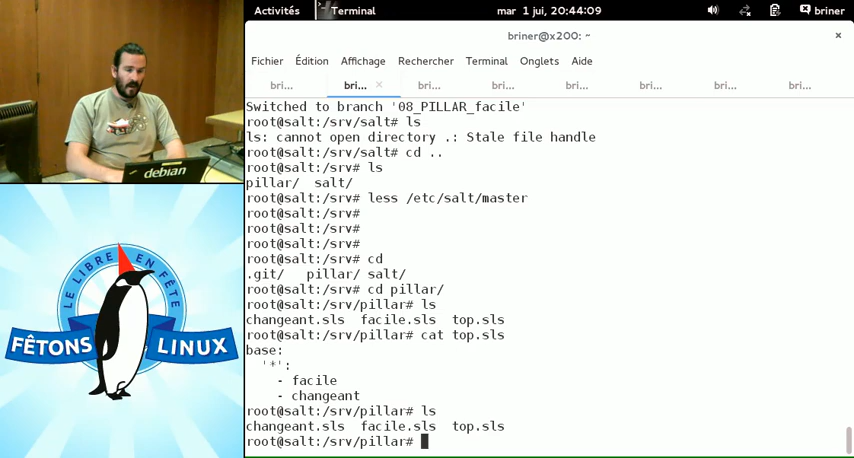 Activités
Terminal
mar 1 jui, 20:44:09
briner
briner@x200: ~
Fichier Édition Affichage Rechercher Terminal Onglets Aide
bri... bri... bri... bri... bri... bri... bri... bri...
Switched to branch '08_PILLAR_facile'
root@salt:/srv/salt# ls
ls: cannot open directory .: Stale file handle
root@salt:/srv/salt# cd ..
root@salt:/srv# ls
pillar/  salt/
root@salt:/srv# less /etc/salt/master
root@salt:/srv#
root@salt:/srv#
root@salt:/srv#
root@salt:/srv# cd
.git/   pillar/ salt/
root@salt:/srv# cd pillar/
root@salt:/srv/pillar# ls
changeant.sls  facile.sls  top.sls
root@salt:/srv/pillar# cat top.sls
base:
  '*':
    - facile
    - changeant
root@salt:/srv/pillar# ls
changeant.sls  facile.sls  top.sls
root@salt:/srv/pillar#
debian
LE LIBRE EN FÊTE
FÊTONS LINUX